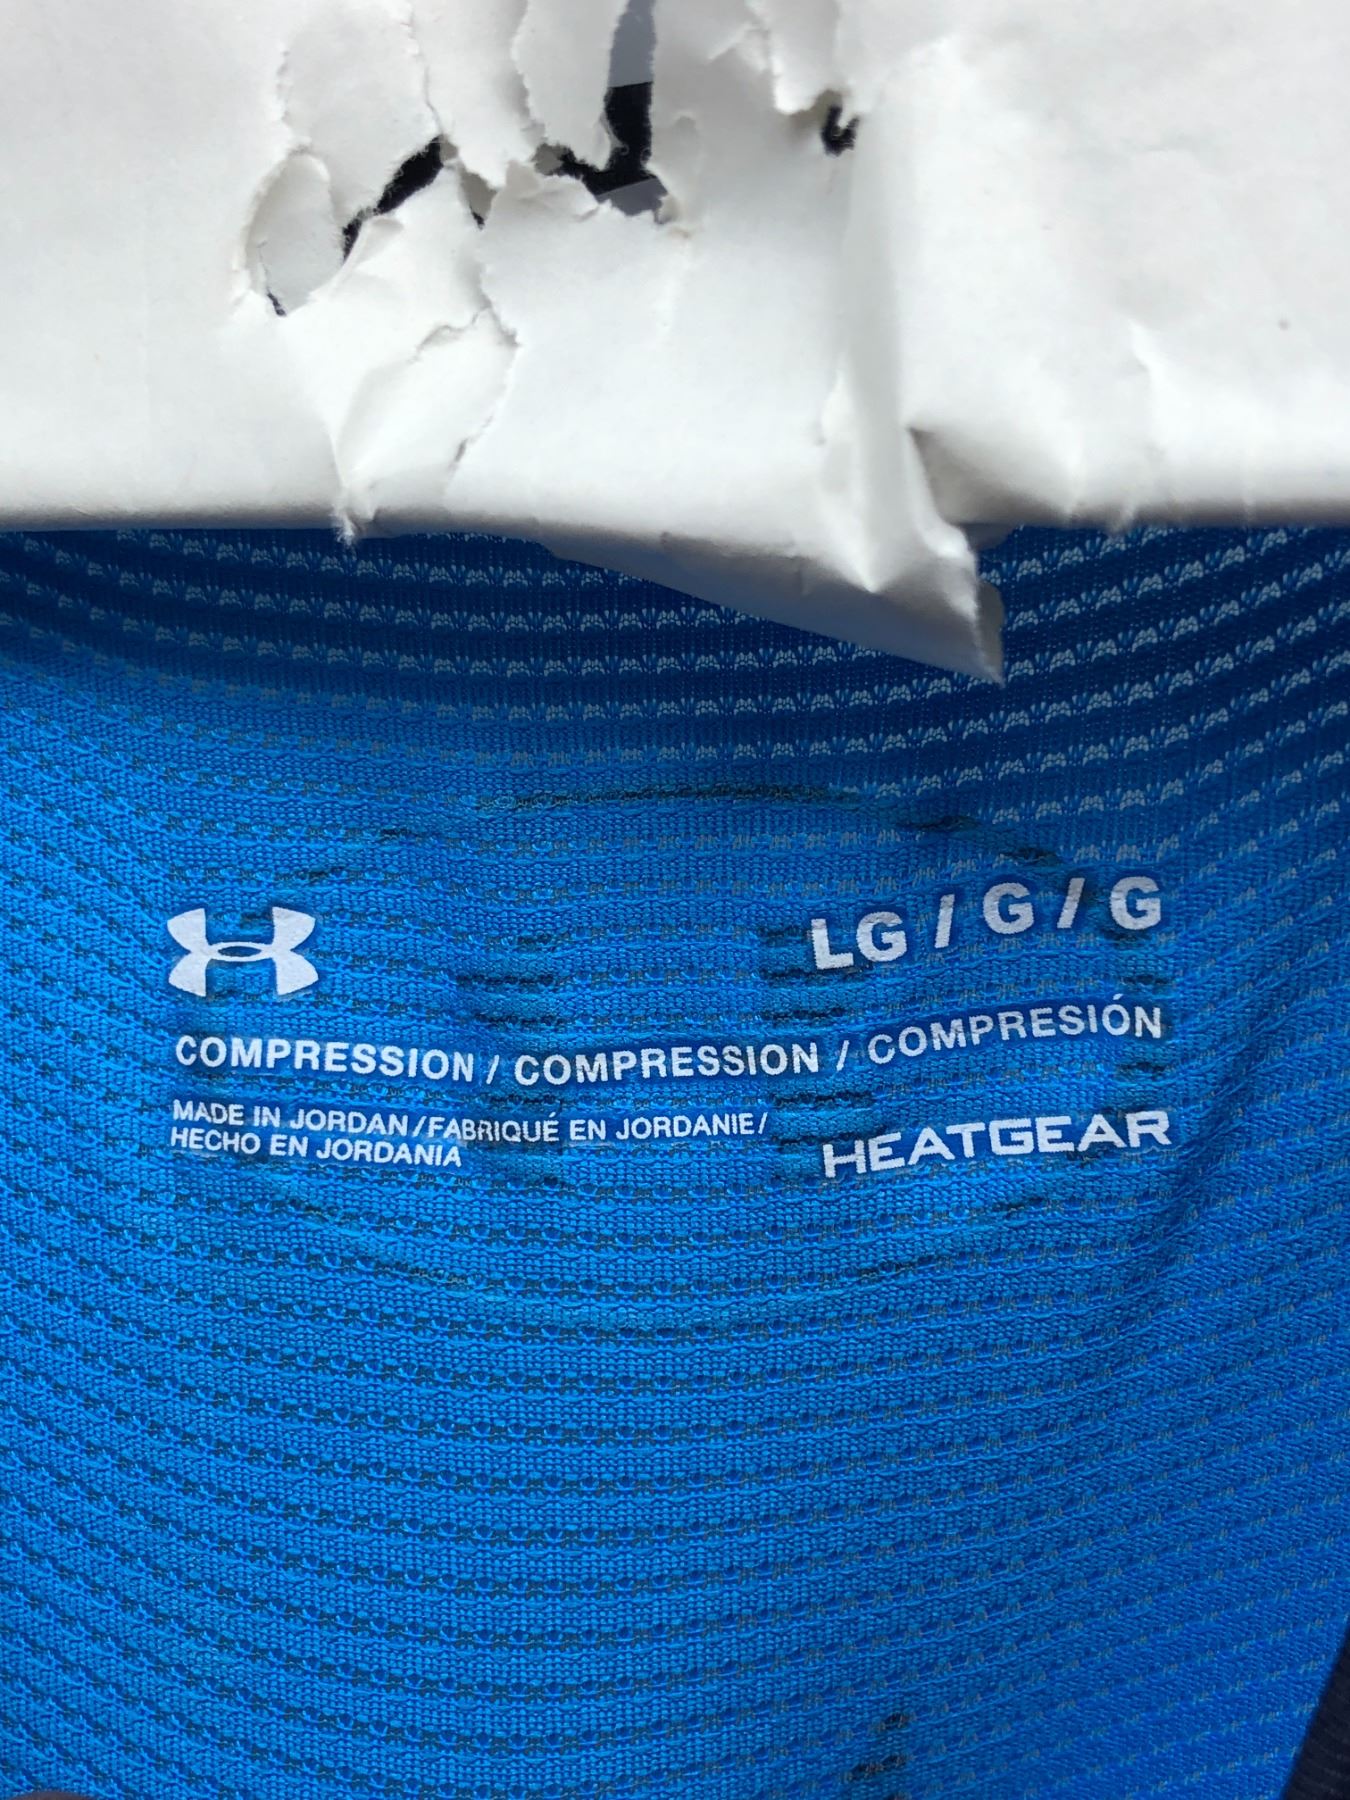 LG / G / G
COMPRESSION / COMPRESSION / COMPRESIÓN
MADE IN JORDAN / FABRIQUÉ EN JORDANIE /
HECHO EN JORDANIA
HEATGEAR